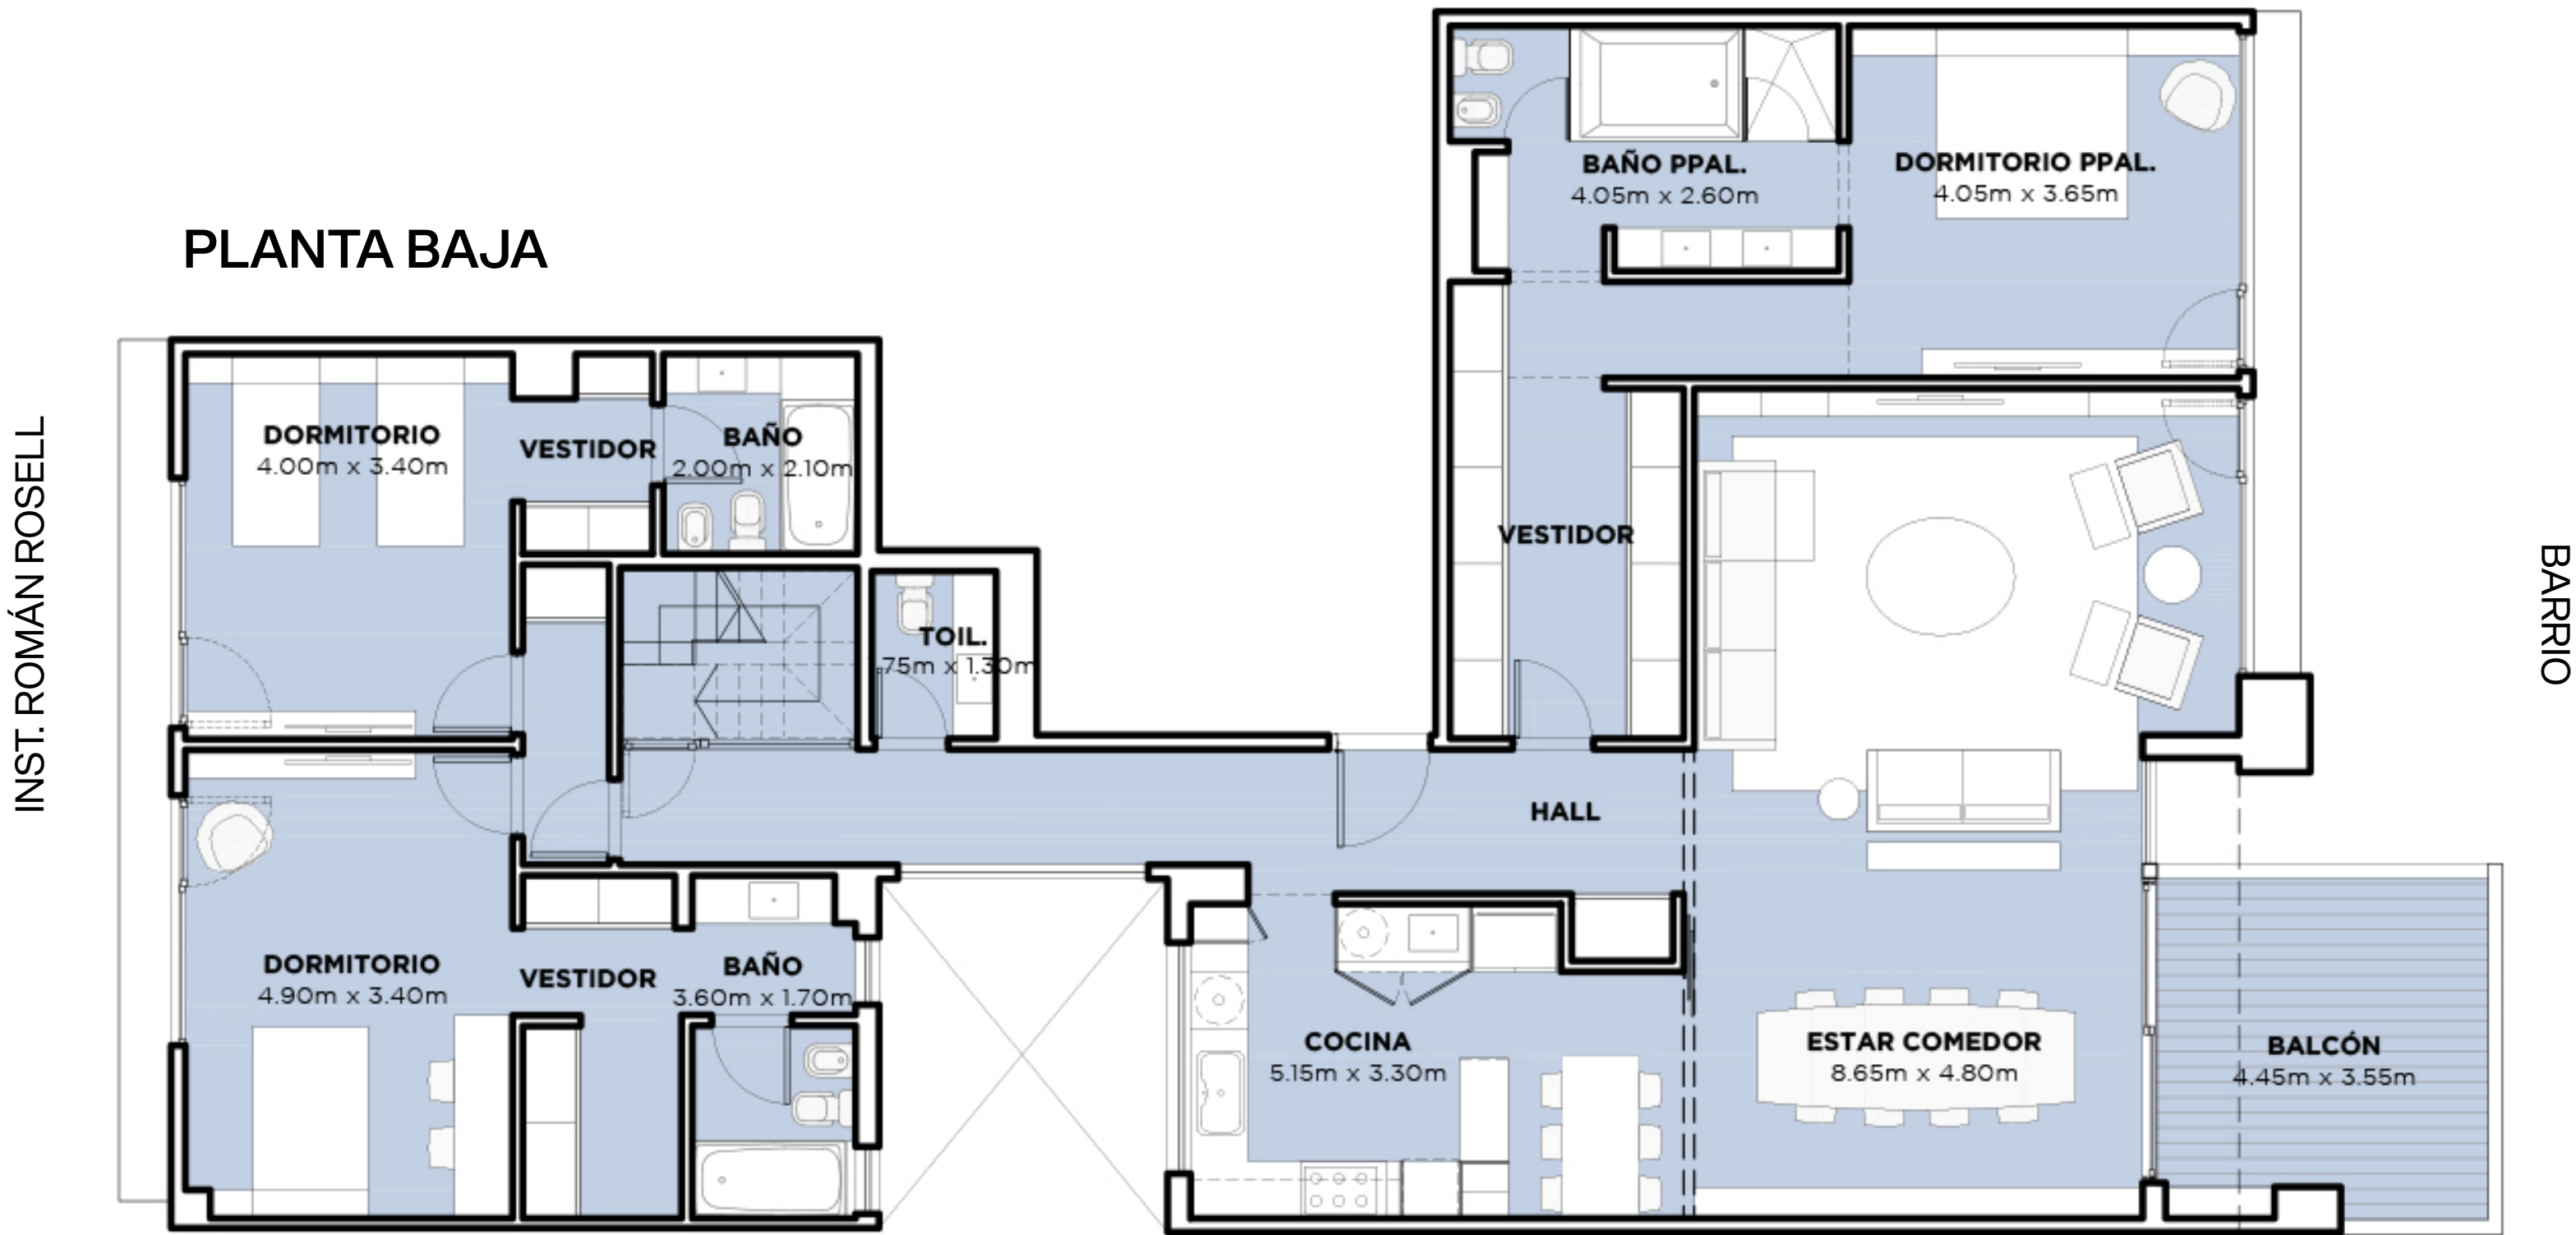 BAÑO PPAL.
4.05m x 2.60m
DORMITORIO PPAL.
4.05m x 3.65m
PLANTA BAJA
INST. ROMÁN ROSELL
DORMITORIO
4.00m x 3.40m
VESTIDOR
BAÑO
2.00m x 2.10m
TOIL.
.75m x 1.30m
VESTIDOR
BARRIO
HALL
DORMITORIO
4.90m x 3.40m
VESTIDOR
BAÑO
3.60m x 1.70m
COCINA
5.15m x 3.30m
ESTAR COMEDOR
8.65m x 4.80m
BALCÓN
4.45m x 3.55m